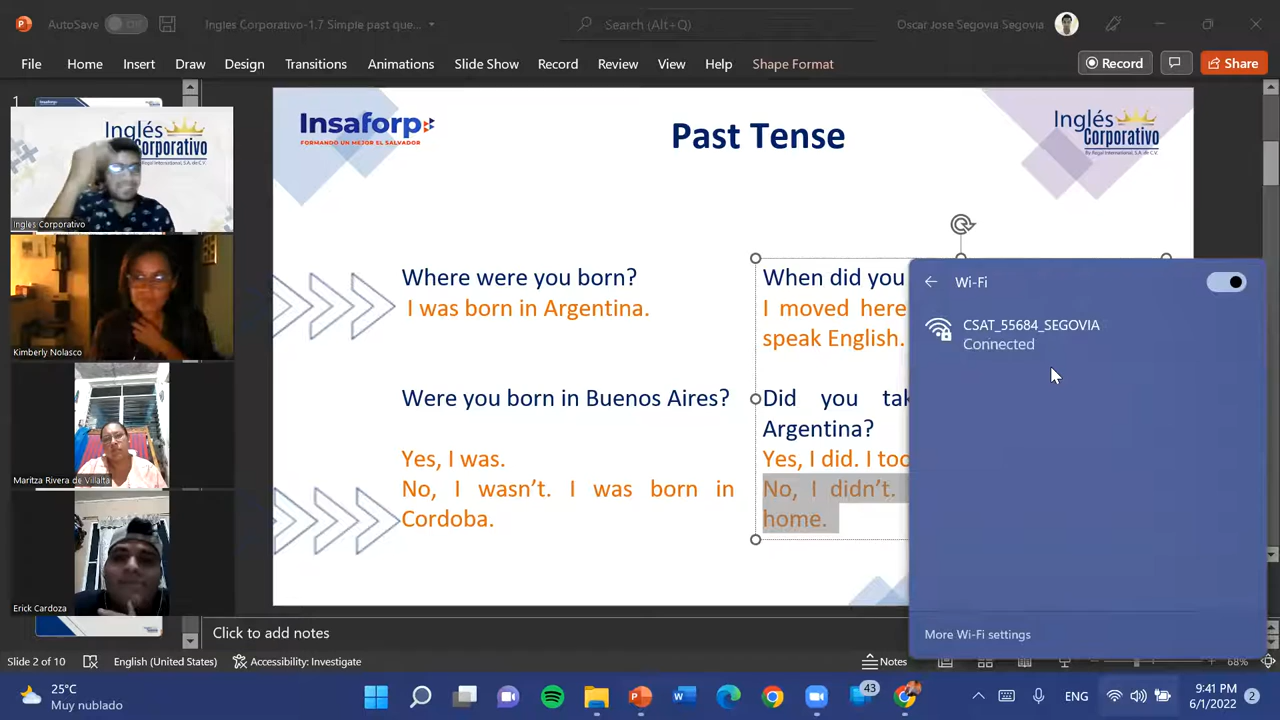 AutoSave
Off
Ingles Corporativo-1.7 Simple past que...
Search (Alt+Q)
Oscar Jose Segovia Segovia
File
Home
Insert
Draw
Design
Transitions
Animations
Slide Show
Record
Review
View
Help
Shape Format
Record
Share
1
Inglés
Corporativo
Inglés Corporativo
Kimberly Nolasco
Maritza Rivera de Villalta
Erick Cardoza
Insaforp
FORMANDO UN MEJOR EL SALVADOR
Past Tense
Inglés
Corporativo
Where were you born?
I was born in Argentina.
Were you born in Buenos Aires?
Yes, I was.
No, I wasn't. I was born in
Cordoba.
When did you
I moved here
speak English.
Did you tak
Argentina?
Yes, I did. I too
No, I didn't.
home.
Wi-Fi
CSAT_55684_SEGOVIA
Connected
More Wi-Fi settings
Click to add notes
Slide 2 of 10
English (United States)
Accessibility: Investigate
Notes
68%
25°C
Muy nublado
43
ENG
9:41 PM
6/1/2022
2